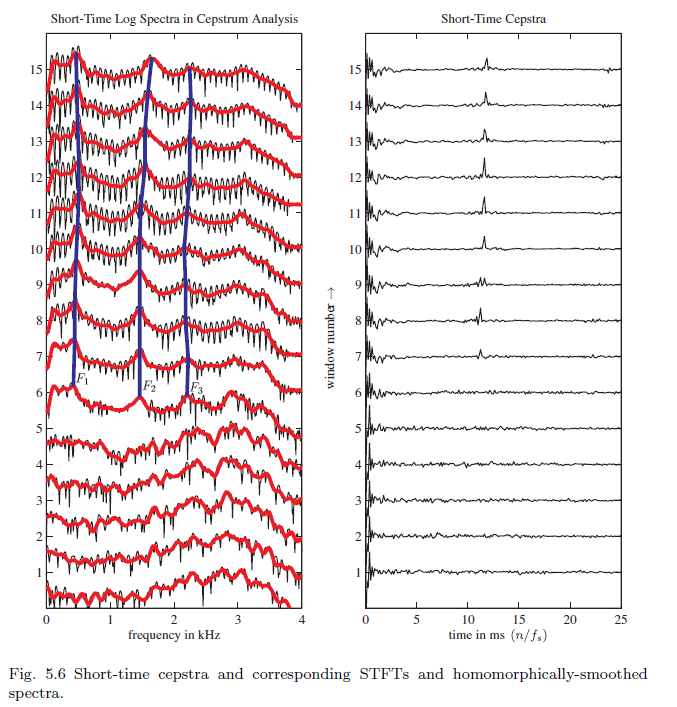 Short-Time Log Spectra in Cepstrum Analysis
15
14
13
12
11
10
9
8
7
6
5
4
3
2
1
F₁
F₂
F₃
0 1 2 3 4
frequency in kHz
window number →
Short-Time Cepstra
15
14
13
12
11
10
9
8
7
6
5
4
3
2
1
0 5 10 15 20 25
time in ms (n/fₛ)
Fig. 5.6 Short-time cepstra and corresponding STFTs and homomorphically-smoothed
spectra.